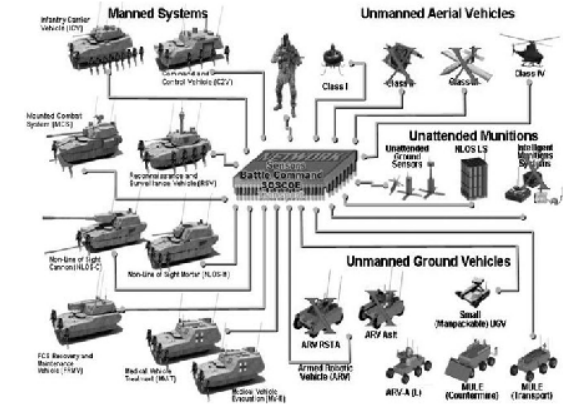 Manned Systems
Unmanned Aerial Vehicles
Infantry Carrier
Vehicle (ICV)
Command and
Control Vehicle (C2V)
Class I
Class IV
Mounted Combat
System (MCS)
Reconnaissance and
Surveillance Vehicle (RSV)
NETWORK
Sensors
Battle Command
SOSCOE
Unattended Munitions
Unattended
Ground
Sensors
NLOS LS
Intelligent
Munitions
Systems
Non-Line of Sight
Cannon (NLOS-C)
Non-Line of Sight Mortar (NLOS-M)
Unmanned Ground Vehicles
Small
(Manpackable) UGV
ARV RSTA
ARV Aslt
Armed Robotic
Vehicle (ARV)
FCS Recovery and
Maintenance
Vehicle (FRMV)
Medical Vehicle
Treatment (MV-T)
Medical Vehicle
Evacuation (MV-E)
ARV-A (L)
MULE
(Countermine)
MULE
(Transport)